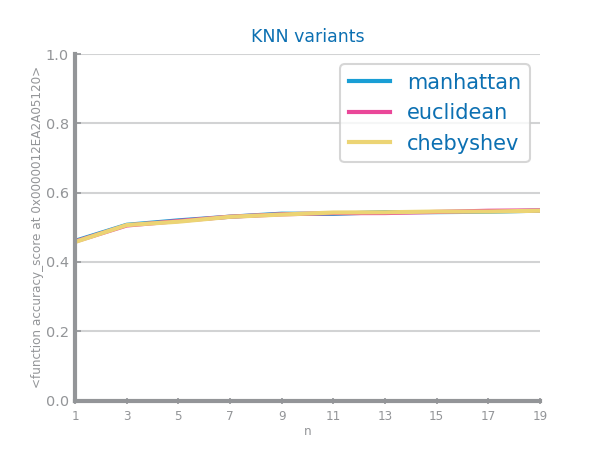 KNN variants
manhattan
euclidean
chebyshev
<function accuracy_score at 0x0000012EA2A05120>
1.0
0.8
0.6
0.4
0.2
0.0
1 3 5 7 9 11 13 15 17 19
n